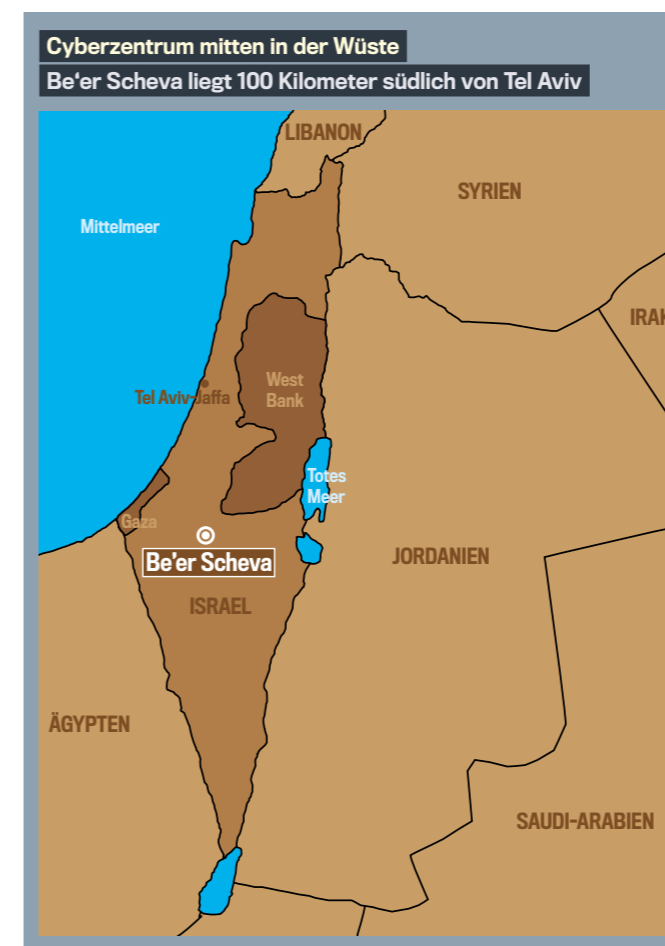 Cyberzentrum mitten in der Wüste
Be‘er Scheva liegt 100 Kilometer südlich von Tel Aviv
LIBANON
SYRIEN
Mittelmeer
IRAK
Tel Aviv-Jaffa
West
Bank
Totes
Meer
Gaza
Be’er Scheva
JORDANIEN
ISRAEL
ÄGYPTEN
SAUDI-ARABIEN